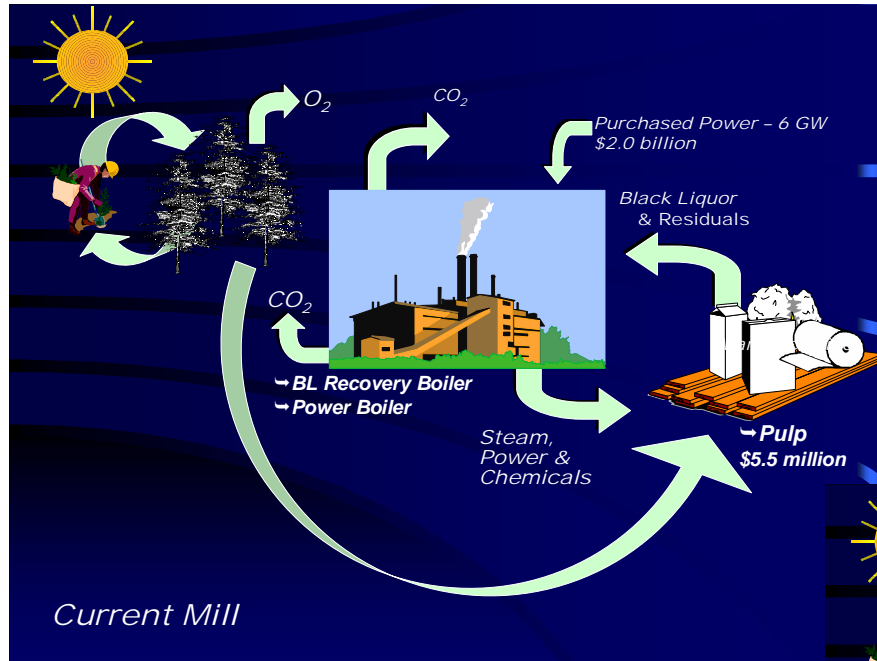 O₂
CO₂
Purchased Power – 6 GW
$2.0 billion
Black Liquor
& Residuals
CO₂
➥ BL Recovery Boiler
➥ Power Boiler
Steam,
Power &
Chemicals
➥ Pulp
$5.5 million
Current Mill